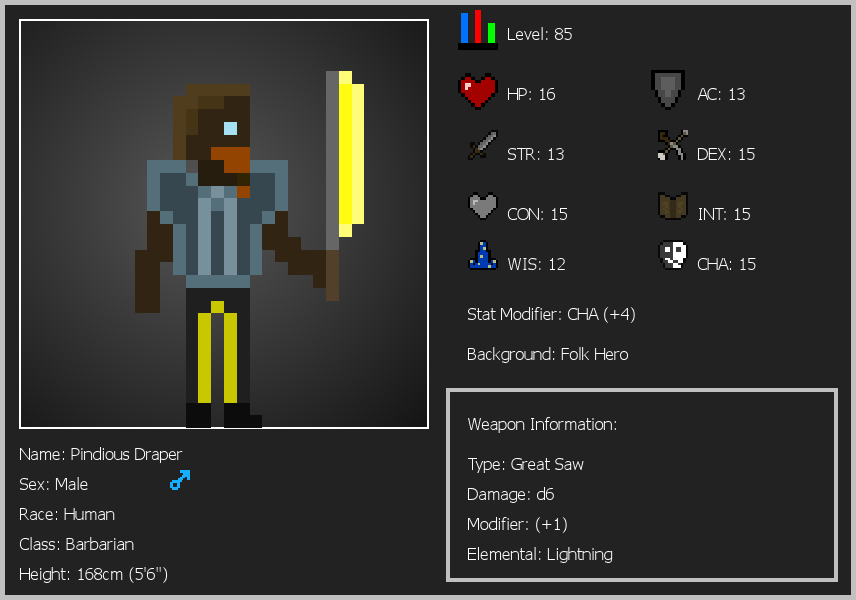 Level: 85
HP: 16
AC: 13
STR: 13
DEX: 15
CON: 15
INT: 15
WIS: 12
CHA: 15
Stat Modifier: CHA (+4)
Background: Folk Hero
Weapon Information:
Type: Great Saw
Damage: d6
Modifier: (+1)
Elemental: Lightning
Name: Pindious Draper
Sex: Male
Race: Human
Class: Barbarian
Height: 168cm (5'6")